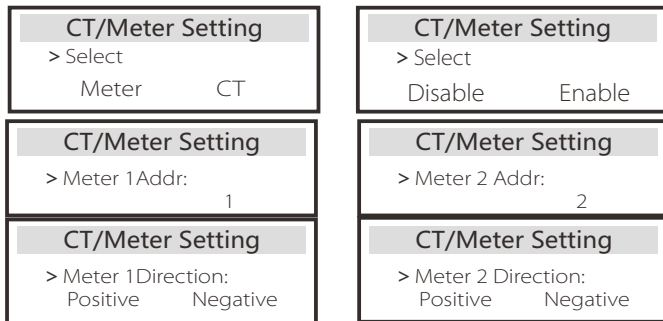 CT/Meter Setting
> Select
Meter CT
CT/Meter Setting
> Select
Disable Enable
CT/Meter Setting
> Meter 1Addr:
1
CT/Meter Setting
> Meter 2 Addr:
2
CT/Meter Setting
> Meter 1Direction:
Positive Negative
CT/Meter Setting
> Meter 2 Direction:
Positive Negative